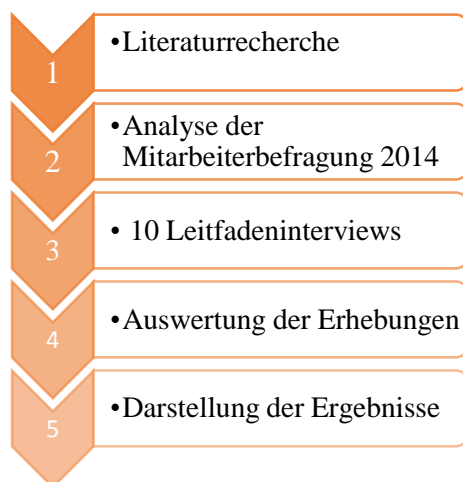 1
•Literaturrecherche
2
•Analyse der
Mitarbeiterbefragung 2014
3
• 10 Leitfadeninterviews
4
•Auswertung der Erhebungen
5
•Darstellung der Ergebnisse